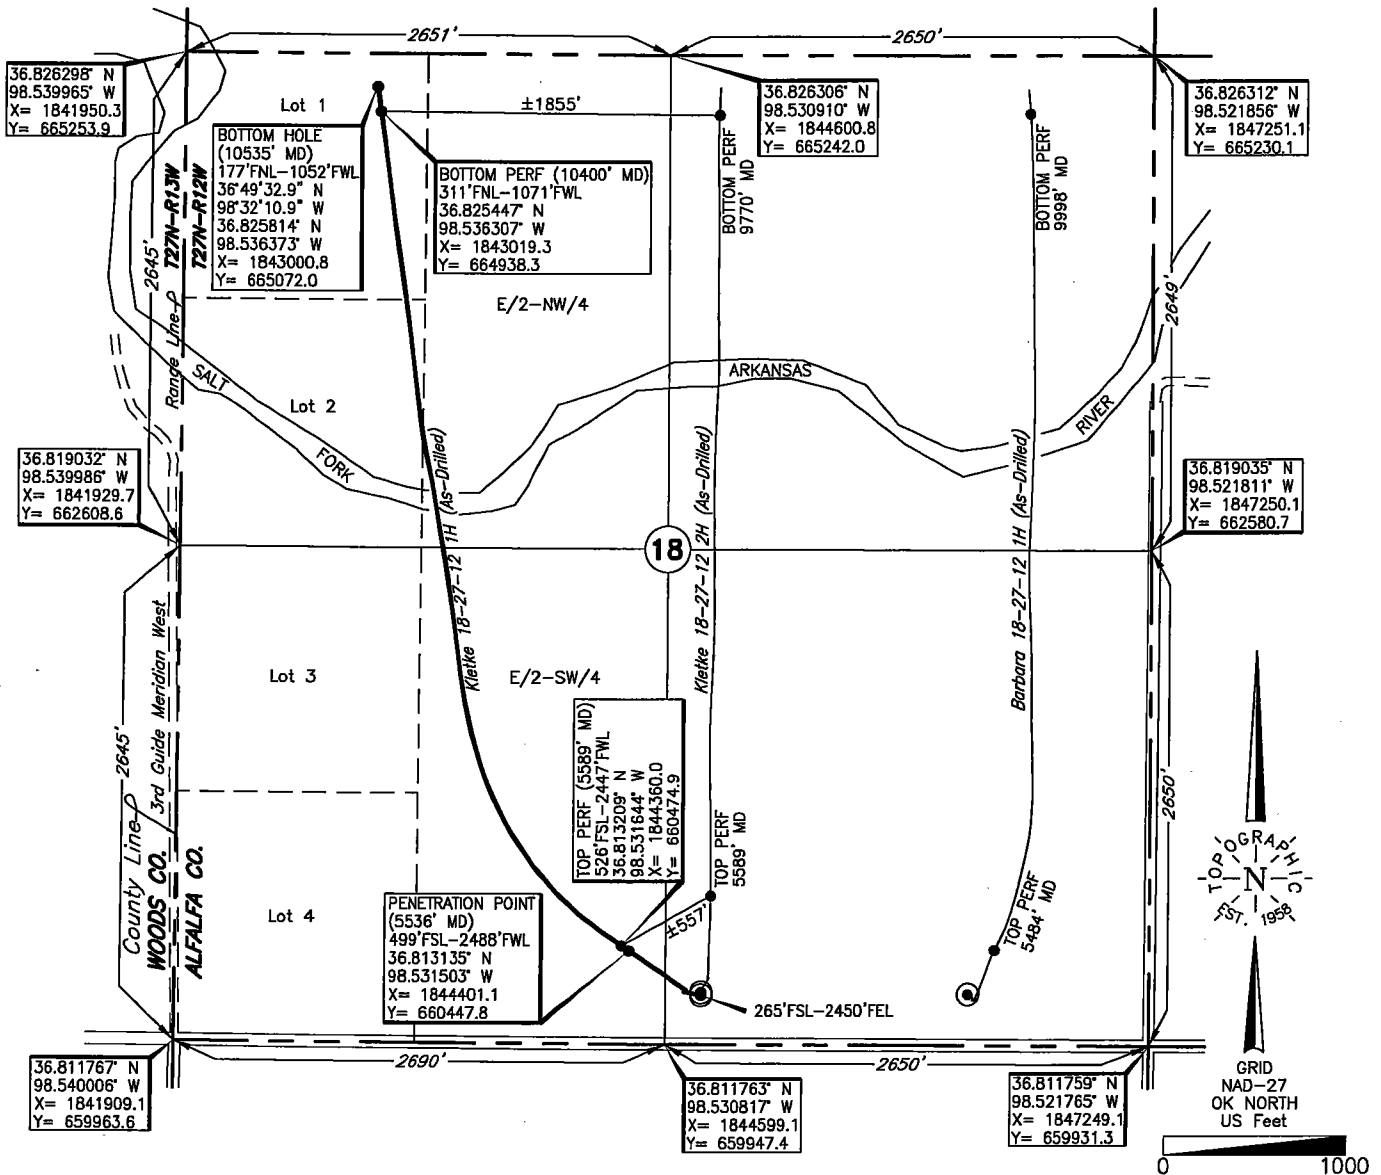 2651'
2650'
36.826298° N
98.539965° W
X= 1841950.3
Y= 665253.9
Lot 1
±1855'
36.826306° N
98.530910° W
X= 1844600.8
Y= 665242.0
36.826312° N
98.521856° W
X= 1847251.1
Y= 665230.1
BOTTOM HOLE
(10535' MD)
177'FNL-1052'FWL
36°49'32.9" N
98°32'10.9" W
36.825814° N
98.536373° W
X= 1843000.8
Y= 665072.0
BOTTOM PERF (10400' MD)
311'FNL-1071'FWL
36.825447° N
98.536307° W
X= 1843019.3
Y= 664938.3
BOTTOM PERF
9770' MD
BOTTOM PERF
9998' MD
T27N-R13W
T27N-R12W
2645'
Range Line
2649'
E/2-NW/4
SALT
FORK
ARKANSAS
RIVER
Lot 2
36.819032° N
98.539986° W
X= 1841929.7
Y= 662608.6
36.819035° N
98.521811° W
X= 1847250.1
Y= 662580.7
18
Kletke 18-27-12 1H (As-Drilled)
Kletke 18-27-12 2H (As-Drilled)
Barbara 18-27-12 1H (As-Drilled)
Lot 3
E/2-SW/4
2645'
County Line
3rd Guide Meridian West
WOODS CO.
ALFALFA CO.
2650'
TOP PERF (5589' MD)
526'FSL-2447'FWL
36.813209° N
98.531644° W
X= 1844360.0
Y= 660474.9
TOP PERF
5589' MD
±557'
TOP PERF
5484' MD
Lot 4
PENETRATION POINT
(5536' MD)
499'FSL-2488'FWL
36.813135° N
98.531503° W
X= 1844401.1
Y= 660447.8
265'FSL-2450'FEL
TOPOGRAPHIC
N
EST. 1958
2690'
2650'
36.811767° N
98.540006° W
X= 1841909.1
Y= 659963.6
36.811763° N
98.530817° W
X= 1844599.1
Y= 659947.4
36.811759° N
98.521765° W
X= 1847249.1
Y= 659931.3
GRID
NAD-27
OK NORTH
US Feet
0 1000